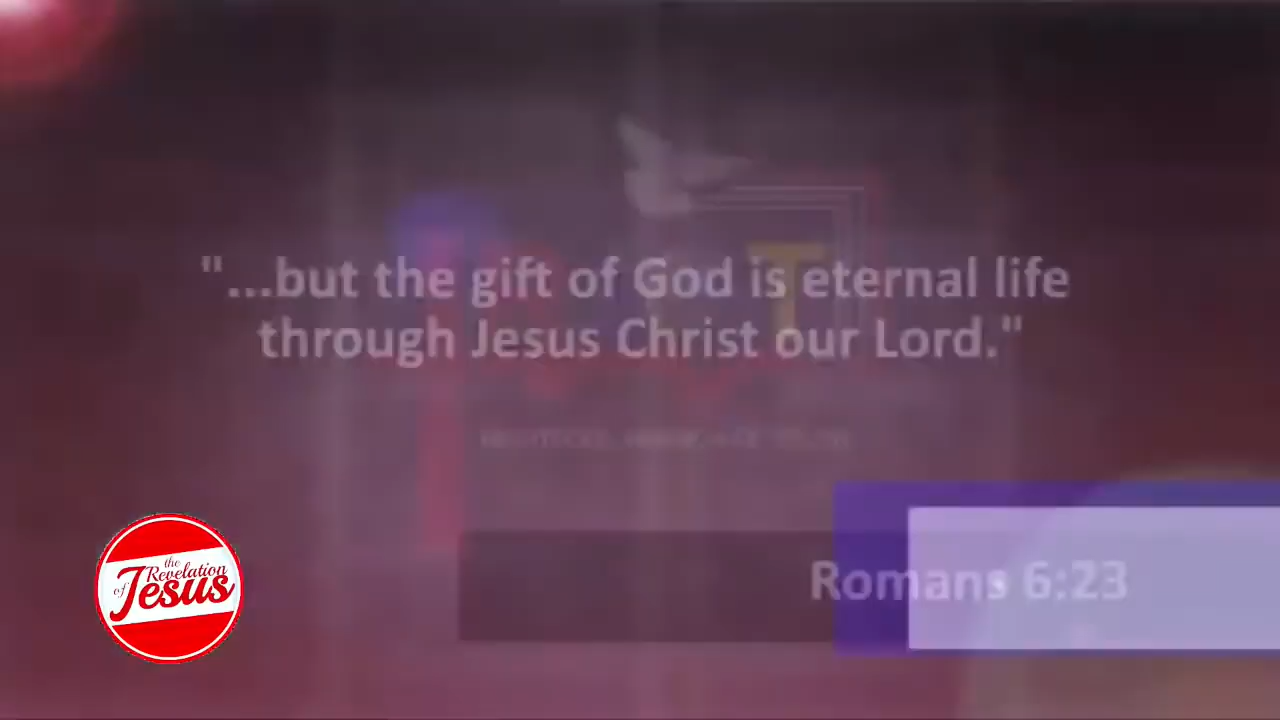 "...but the gift of God is eternal life
through Jesus Christ our Lord."
Romans 6:23
the
Revelation
of Jesus